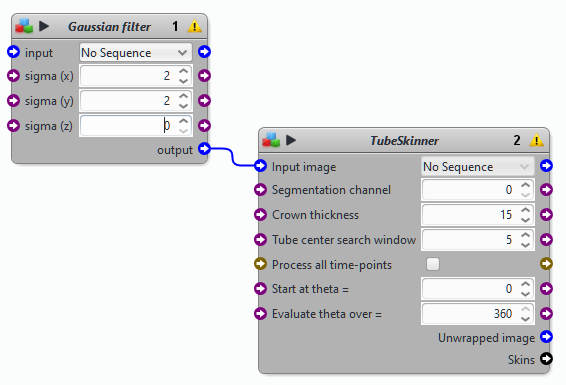 Gaussian filter 1
input No Sequence
sigma (x) 2
sigma (y) 2
sigma (z) 0
output
TubeSkinner 2
Input image No Sequence
Segmentation channel 0
Crown thickness 15
Tube center search window 5
Process all time-points
Start at theta = 0
Evaluate theta over = 360
Unwrapped image
Skins